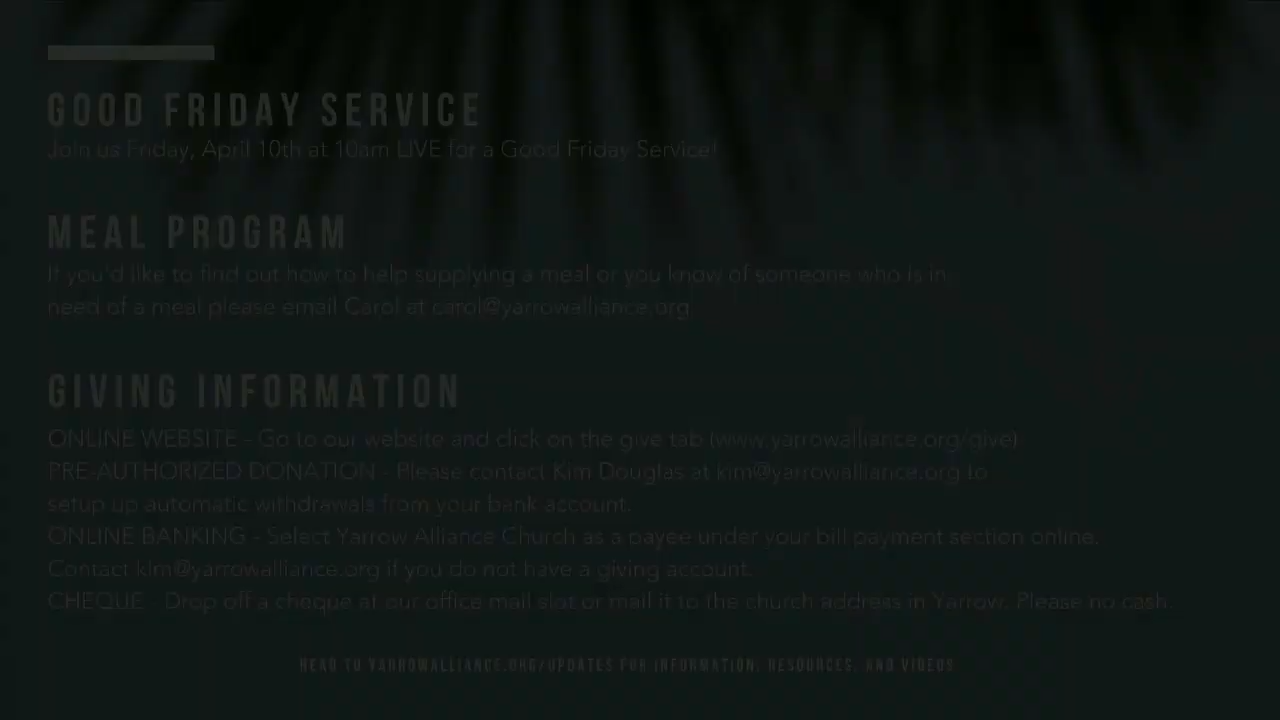 GOOD FRIDAY SERVICE
Join us Friday, April 10th at 10am LIVE for a Good Friday Service!
MEAL PROGRAM
If you'd like to find out how to help supplying a meal or you know of someone who is in
need of a meal please email Carol at carol@yarrowalliance.org
GIVING INFORMATION
ONLINE WEBSITE - Go to our website and click on the give tab (www.yarrowalliance.org/give)
PRE-AUTHORIZED DONATION - Please contact Kim Douglas at kim@yarrowalliance.org to
setup up automatic withdrawals from your bank account.
ONLINE BANKING - Select Yarrow Alliance Church as a payee under your bill payment section online.
Contact kim@yarrowalliance.org if you do not have a giving account.
CHEQUE - Drop off a cheque at our office mail slot or mail it to the church address in Yarrow. Please no cash.
HEAD TO YARROWALLIANCE.ORG/UPDATES FOR INFORMATION, RESOURCES, AND VIDEOS